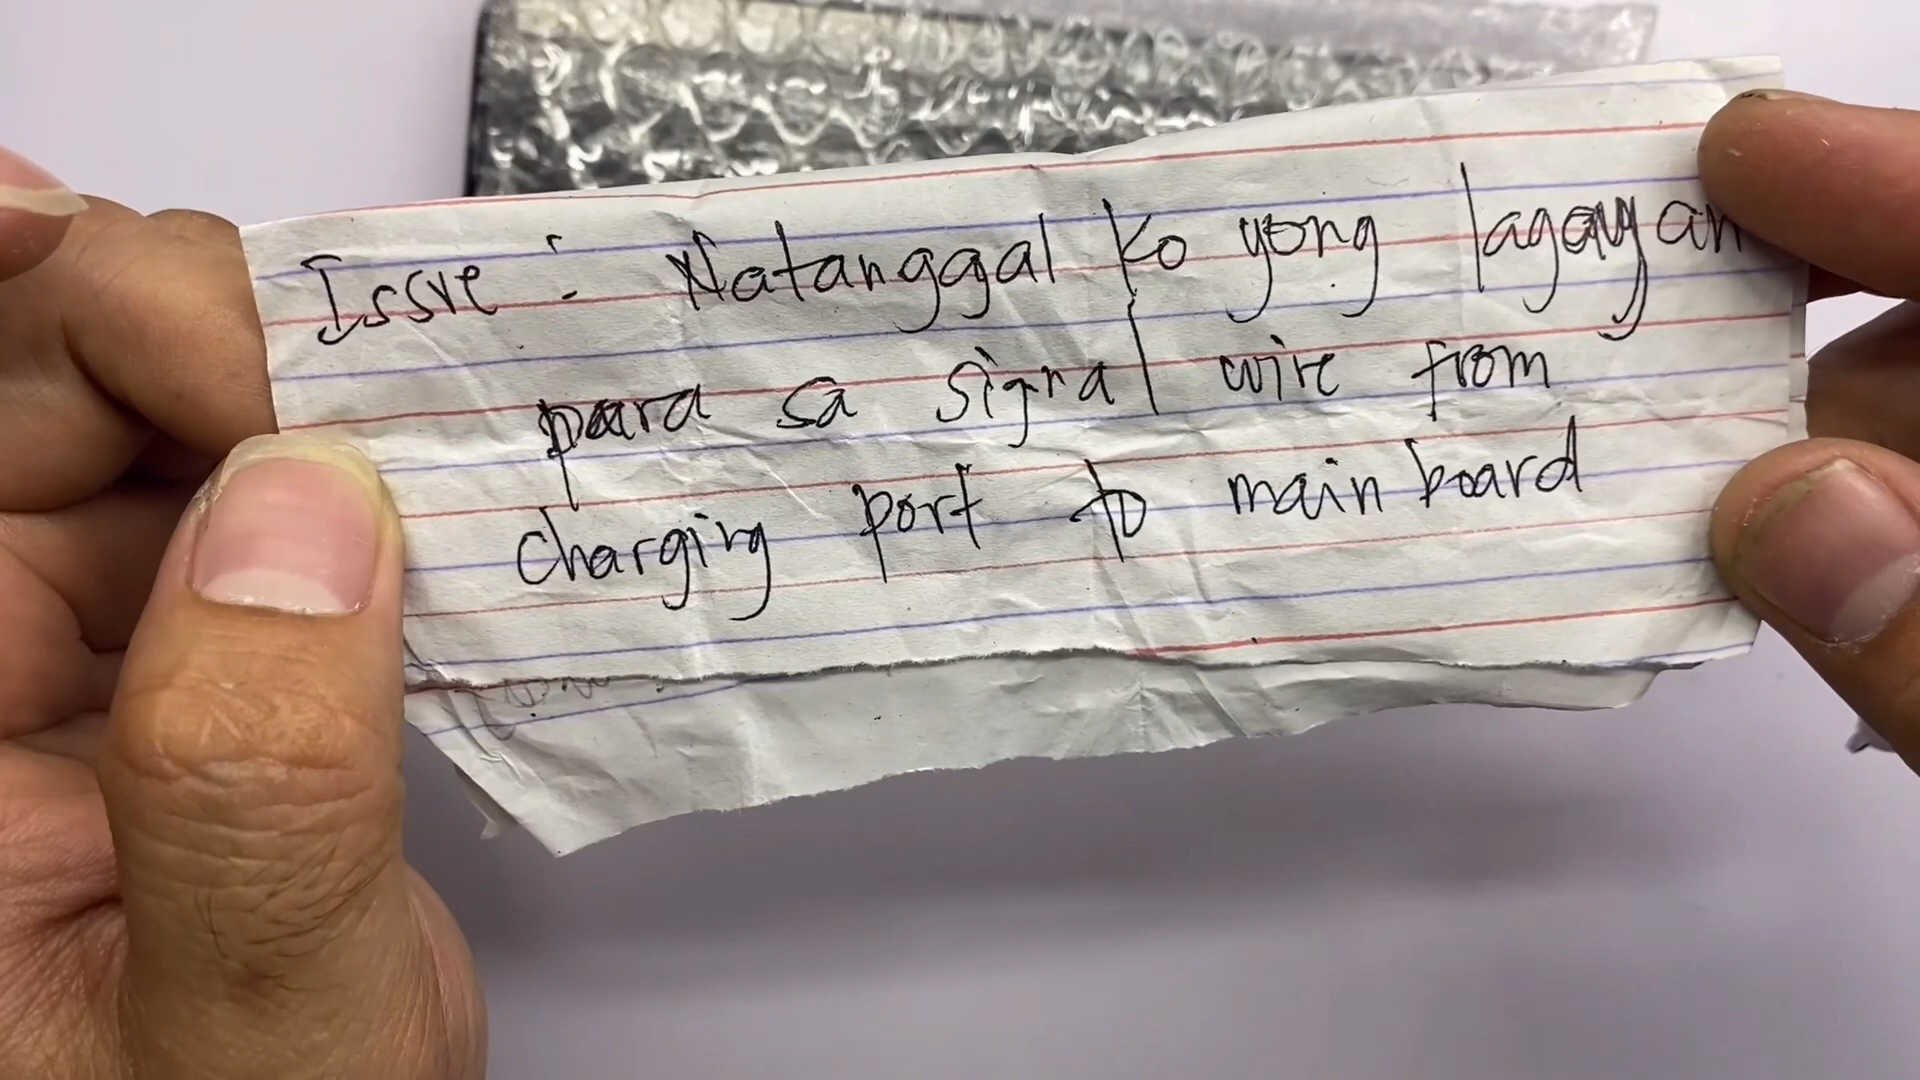 Issue: Natanggal ko yong lagayan
para sa signal wire from
charging port to main board